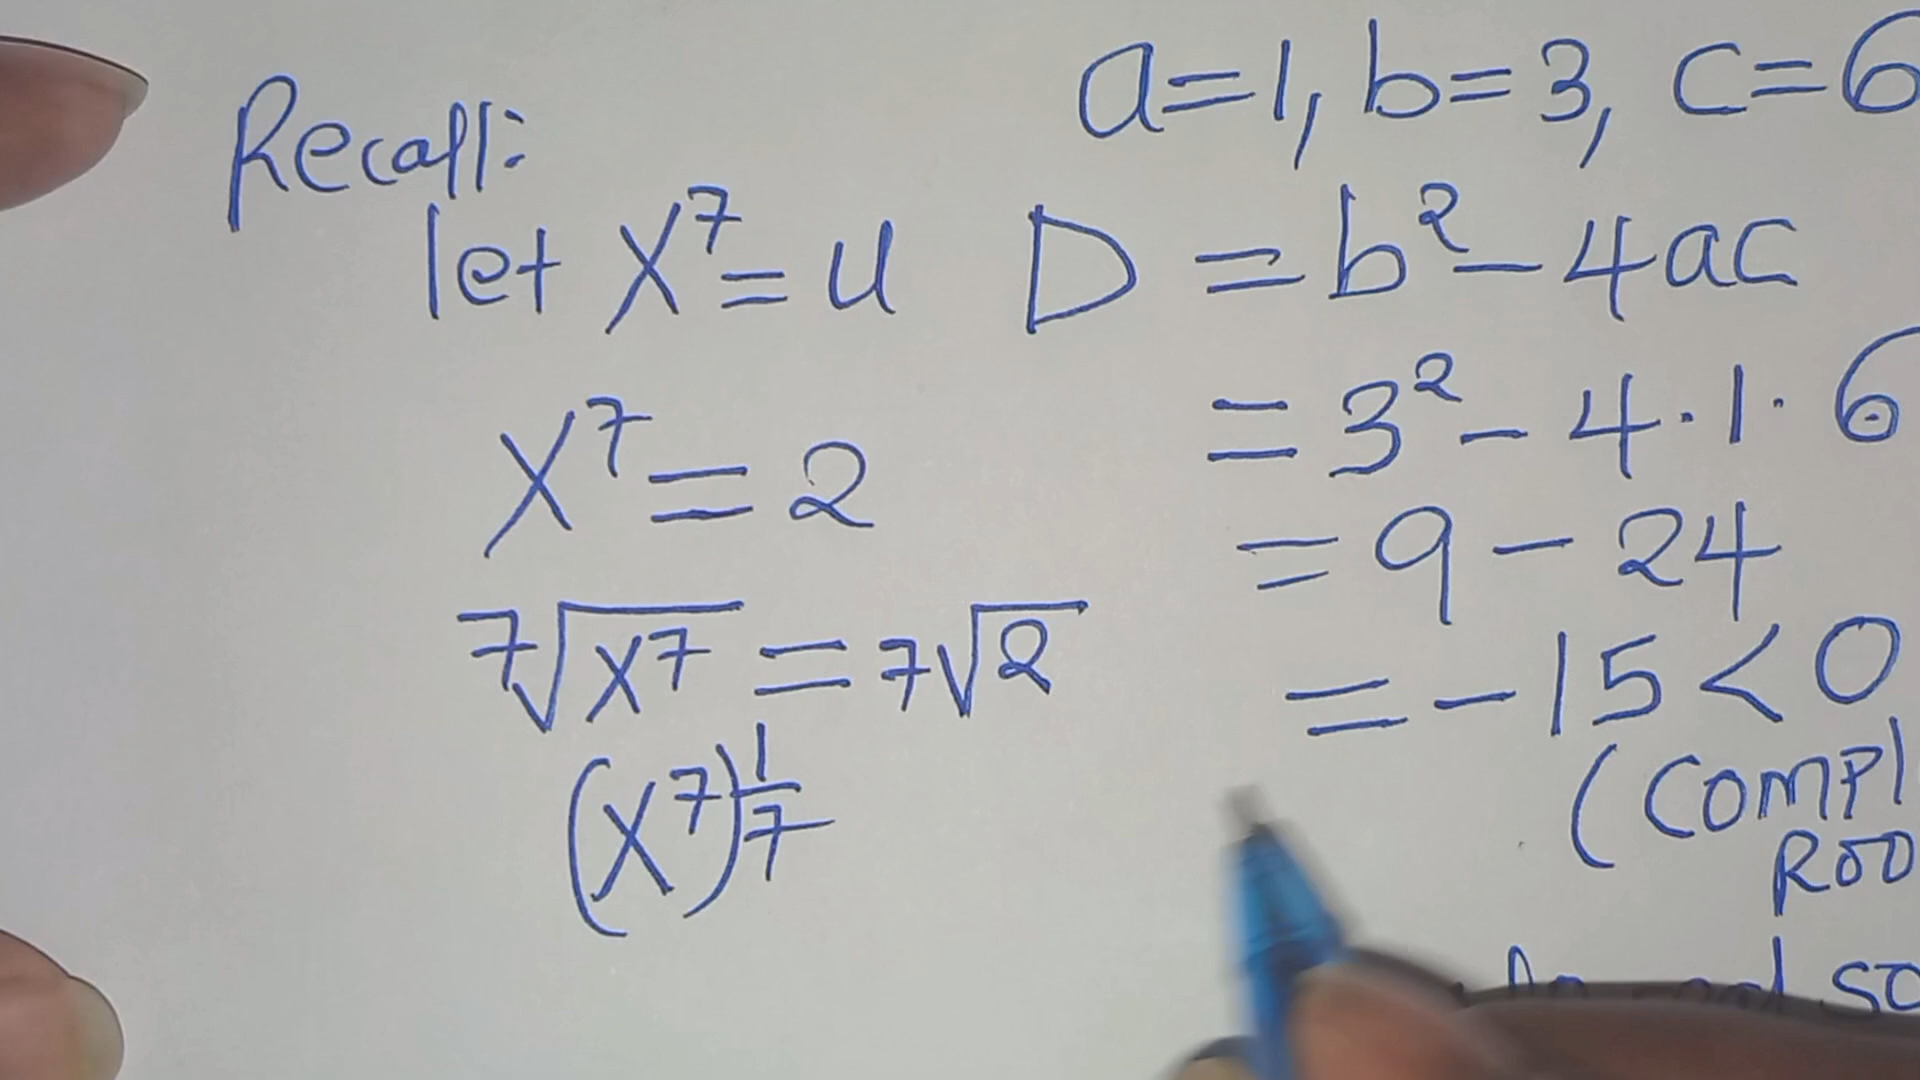 Recall:
let x⁷ = u
x⁷ = 2
⁷√x⁷ = ⁷√2
(x⁷)^1/7
a=1, b=3, c=6
D = b² - 4ac
= 3² - 4·1·6
= 9 - 24
= -15 < 0
(Compl
Roo